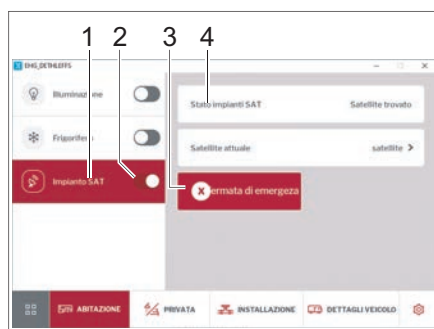 1 2 3 4
EHG_DETHLEFFS
Illuminazione
Stato impianti SAT Satellite trovato
Frigorifero
Satellite attuale satellite >
Impianto SAT
Fermata di emergeza
ABITAZIONE PRIVATA INSTALLAZIONE DETTAGLI VEICOLO